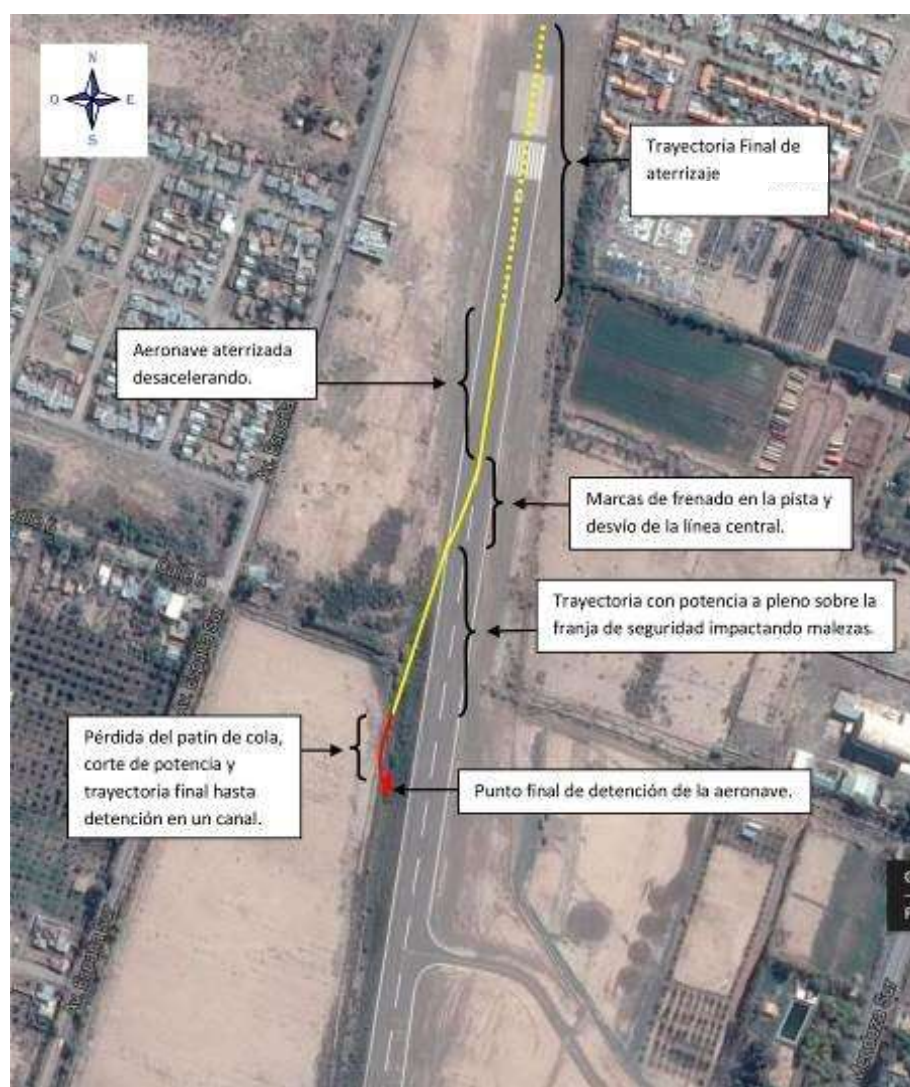 N
O
E
S
Trayectoria Final de
aterrizaje
Aeronave aterrizada
desacelerando.
Marcas de frenado en la pista y
desvío de la línea central.
Trayectoria con potencia a pleno sobre la
franja de seguridad impactando malezas.
Pérdida del patín de cola,
corte de potencia y
trayectoria final hasta
detención en un canal.
Punto final de detención de la aeronave.
Mendoza Sur